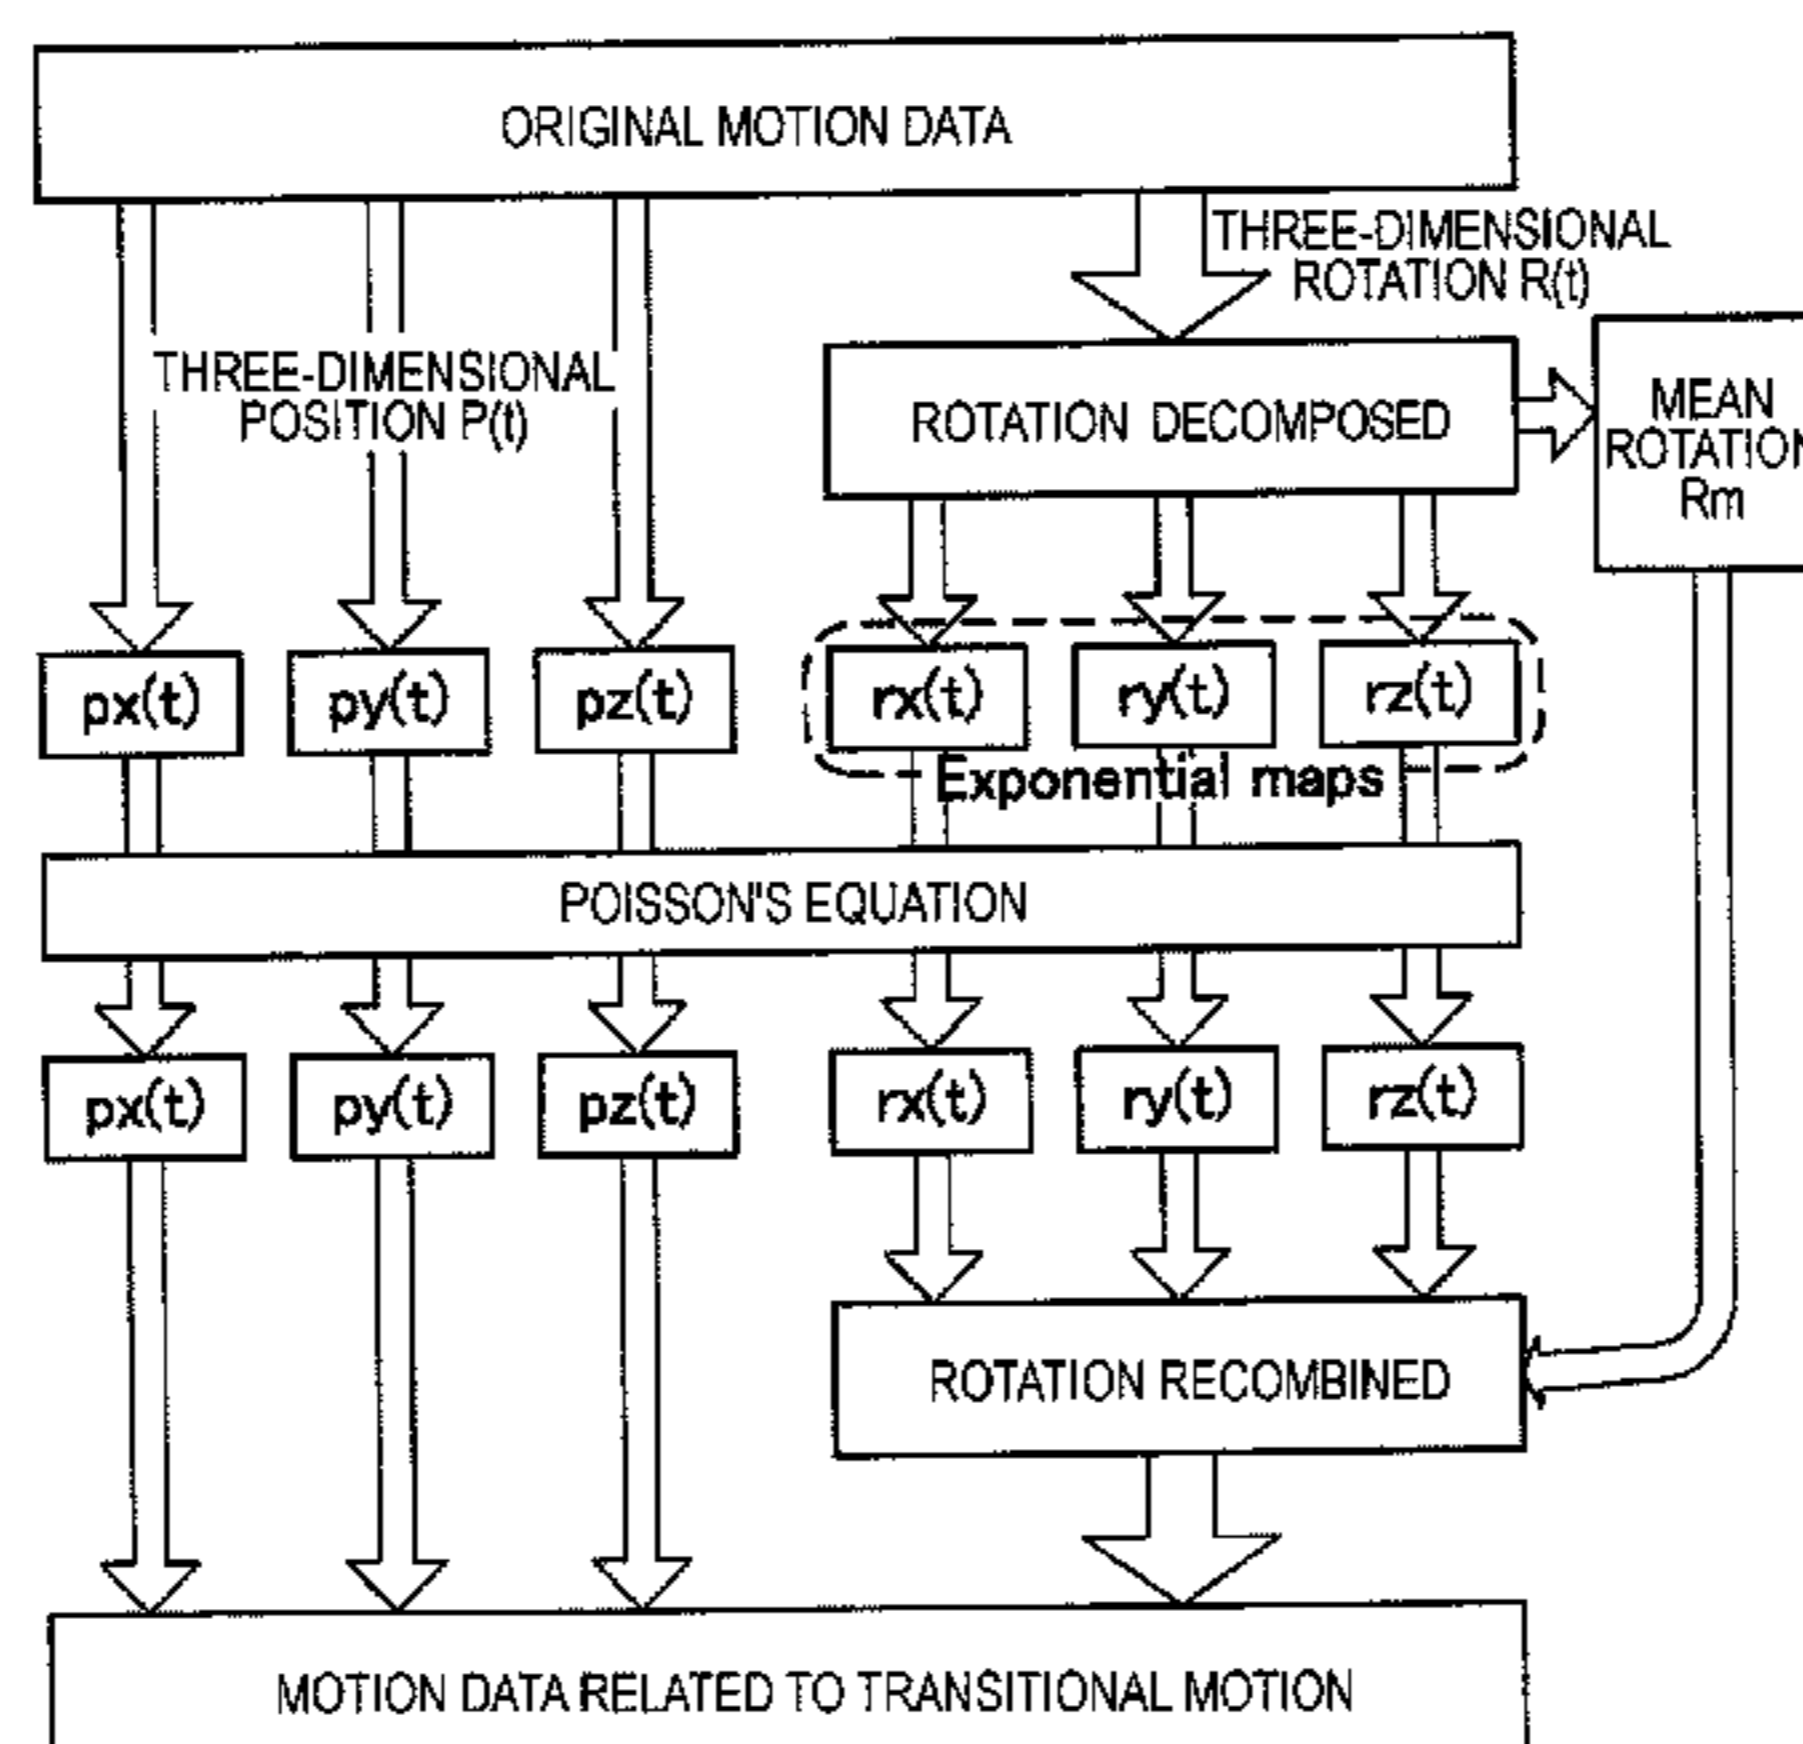 ORIGINAL MOTION DATA
THREE-DIMENSIONAL
ROTATION R(t)
THREE-DIMENSIONAL
POSITION P(t)
ROTATION DECOMPOSED
MEAN
ROTATION
Rm
px(t)
py(t)
pz(t)
rx(t)
ry(t)
rz(t)
Exponential maps
POISSON'S EQUATION
px(t)
py(t)
pz(t)
rx(t)
ry(t)
rz(t)
ROTATION RECOMBINED
MOTION DATA RELATED TO TRANSITIONAL MOTION